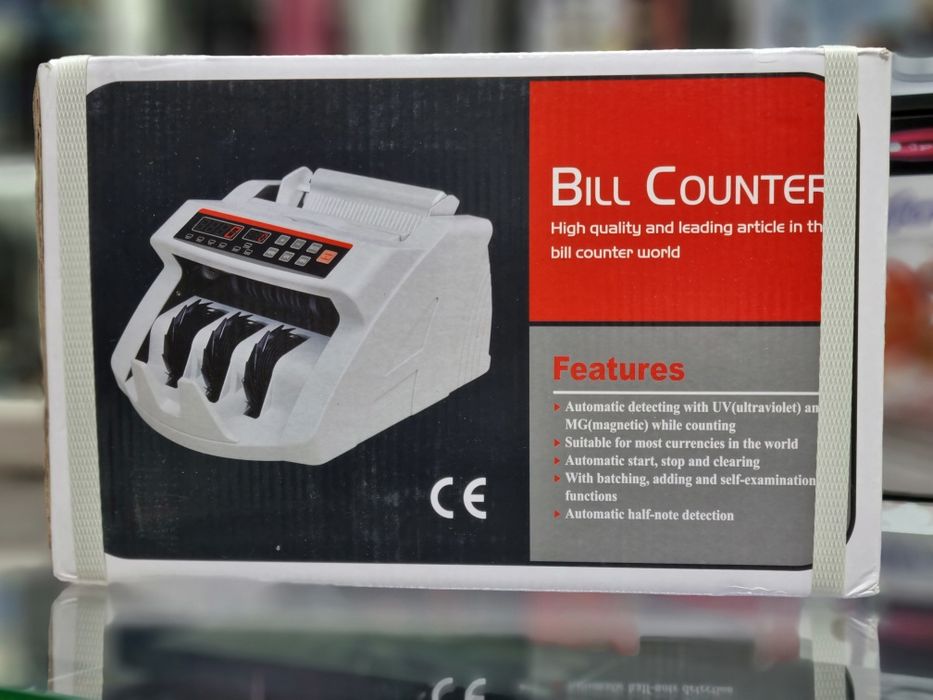 BILL COUNTER
High quality and leading article in th
bill counter world
Features
Automatic detecting with UV(ultraviolet) an
MG(magnetic) while counting
Suitable for most currencies in the world
Automatic start, stop and clearing
With batching, adding and self-examination
functions
Automatic half-note detection
CE